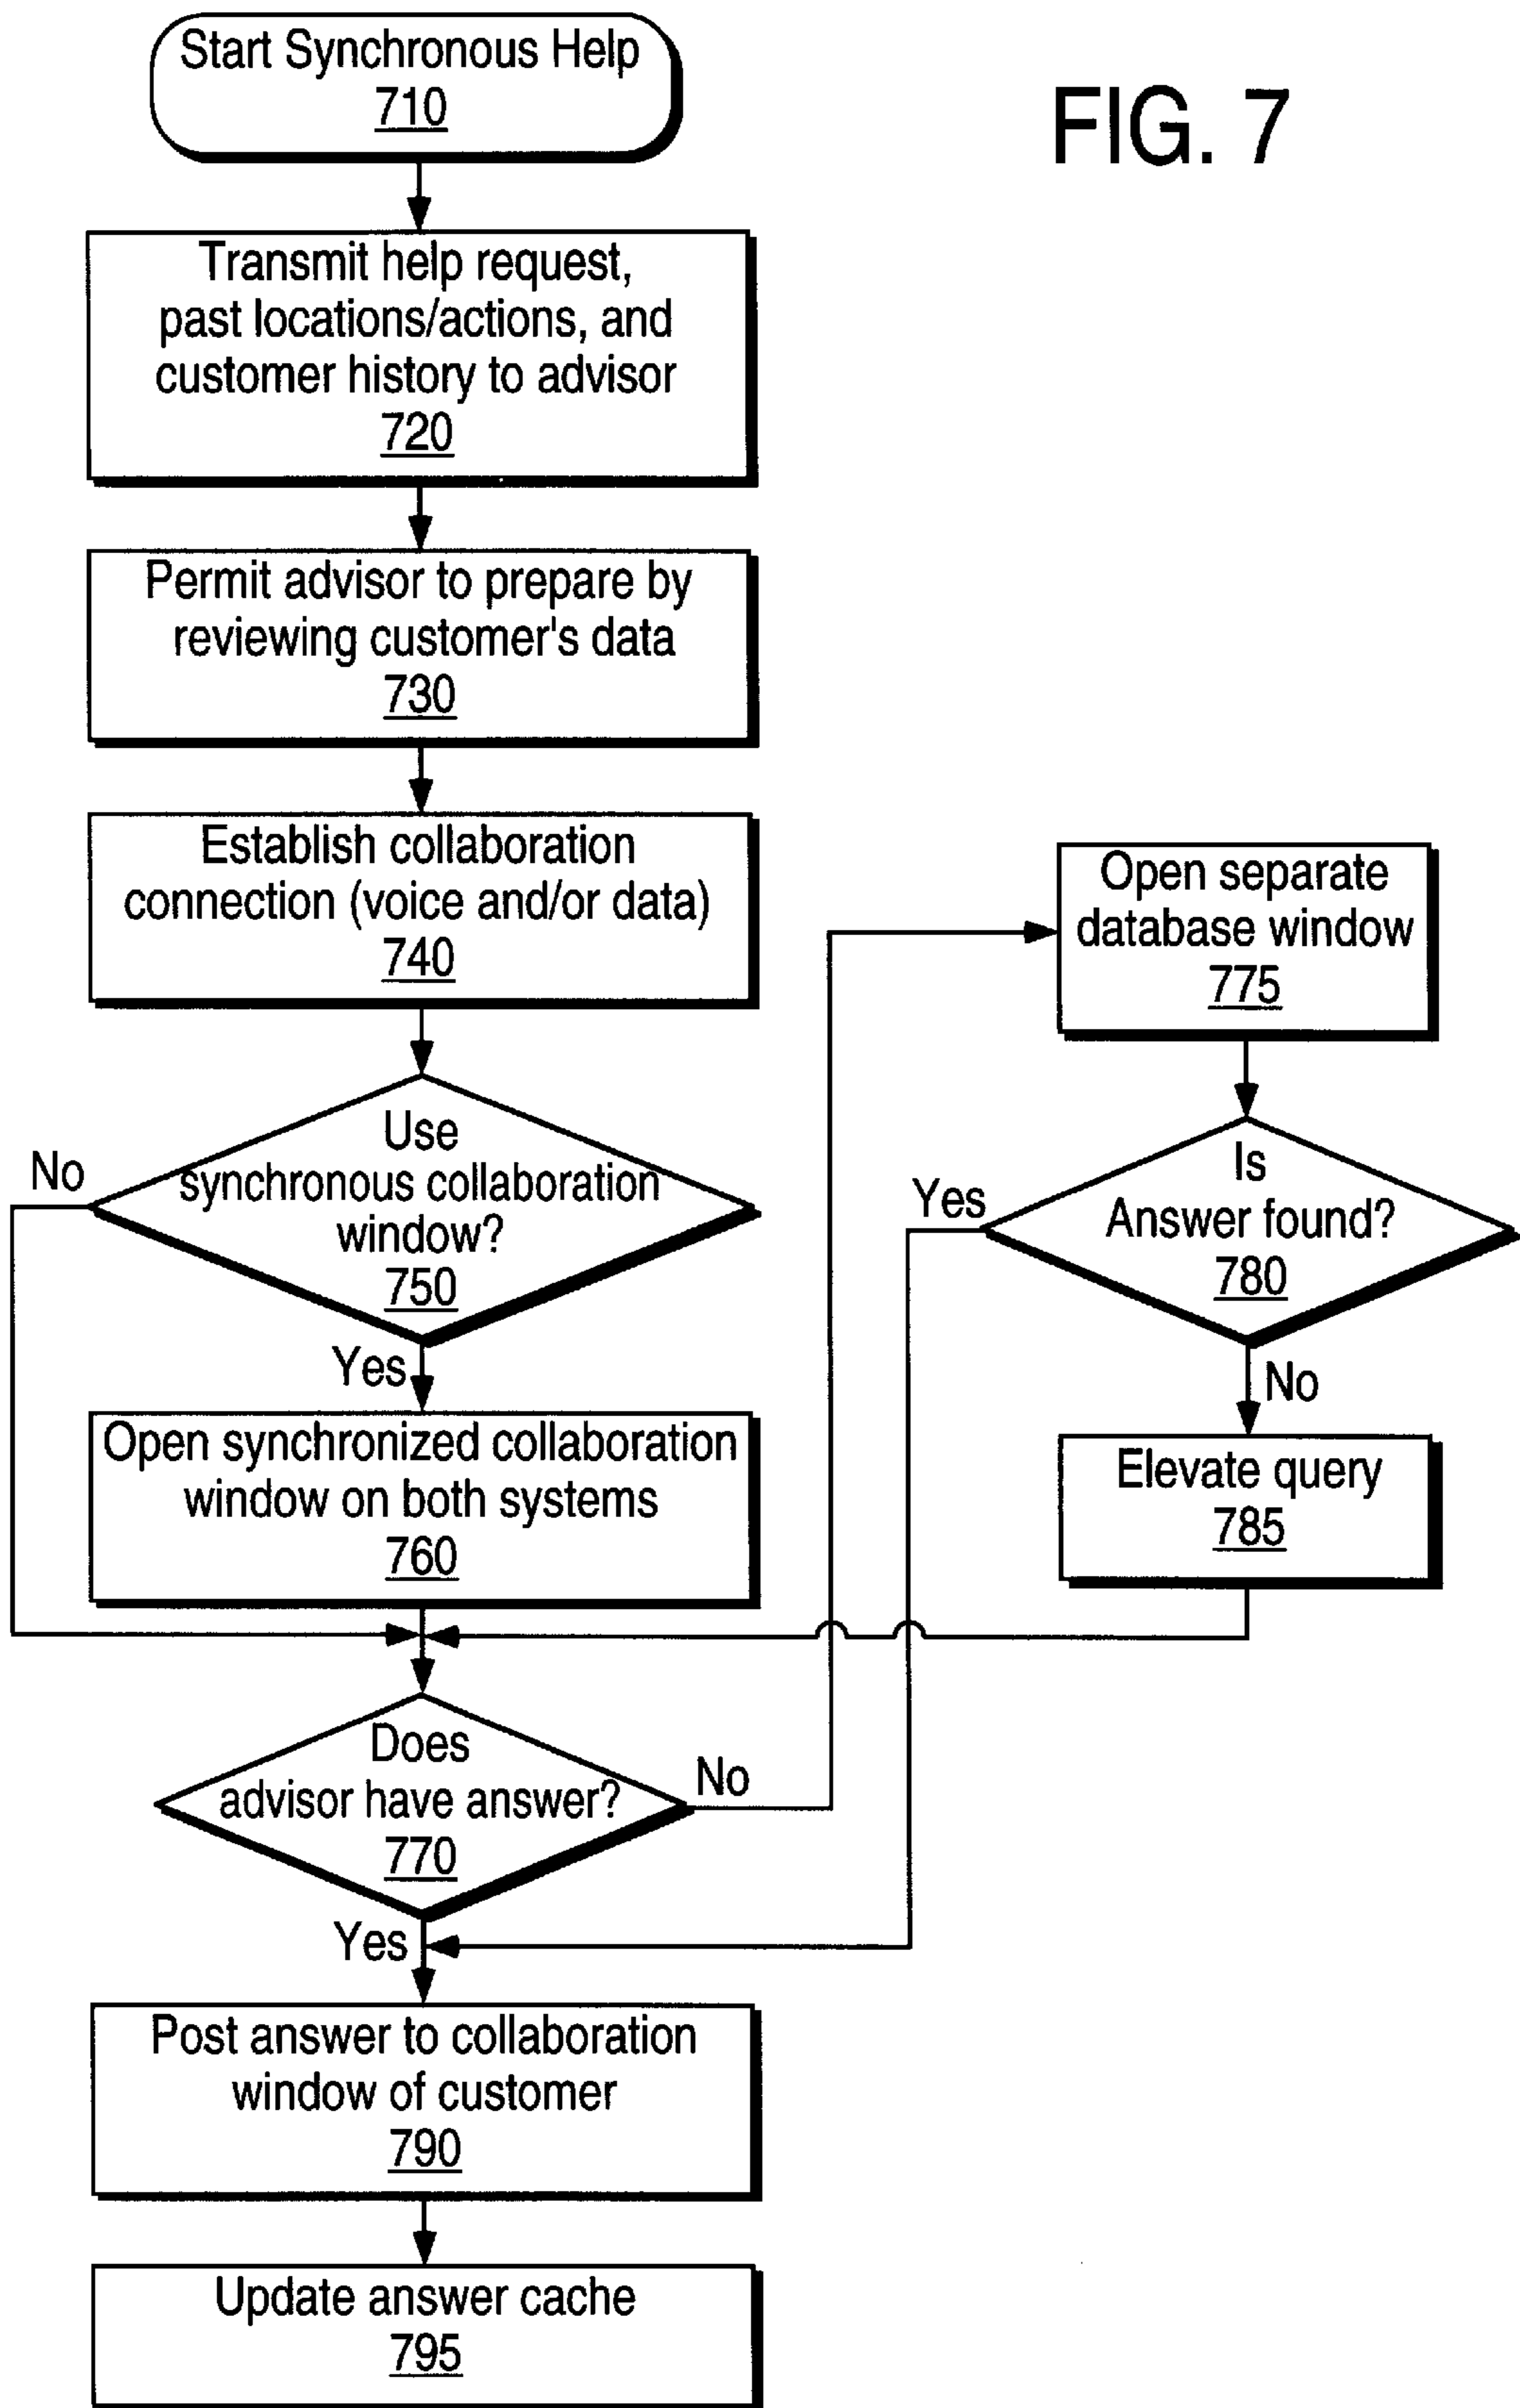 FIG. 7
Start Synchronous Help
710
Transmit help request,
past locations/actions, and
customer history to advisor
720
Permit advisor to prepare by
reviewing customer's data
730
Establish collaboration
connection (voice and/or data)
740
Use
synchronous collaboration
window?
750
No
Yes
Open synchronized collaboration
window on both systems
760
Does
advisor have answer?
770
No
Yes
Open separate
database window
775
Is
Answer found?
780
Yes
No
Elevate query
785
Post answer to collaboration
window of customer
790
Update answer cache
795